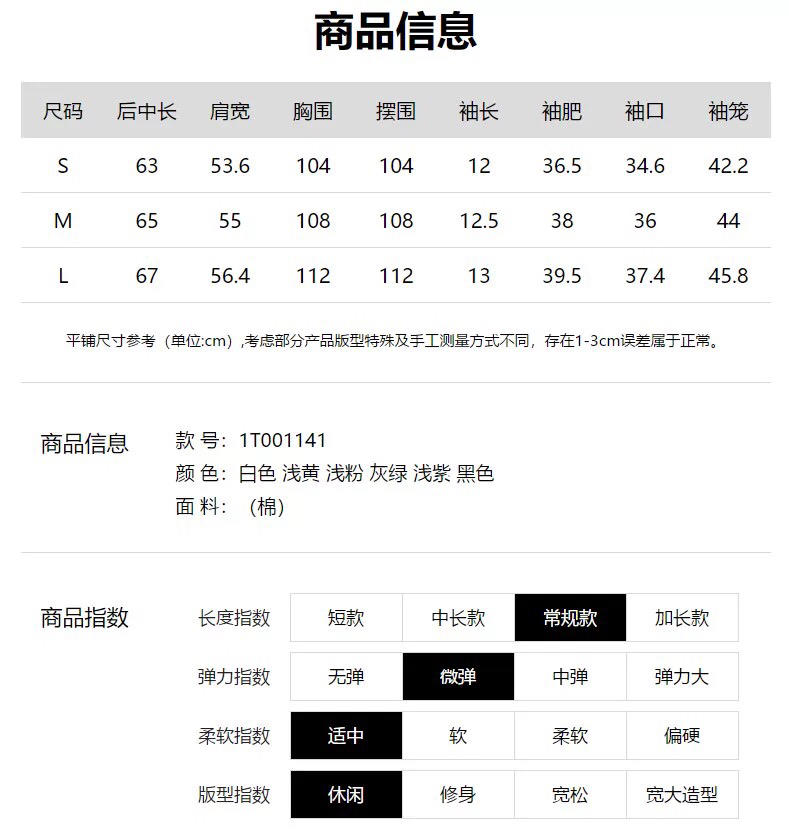 商品信息
尺码 后中长 肩宽 胸围 摆围 袖长 袖肥 袖口 袖笼
S 63 53.6 104 104 12 36.5 34.6 42.2
M 65 55 108 108 12.5 38 36 44
L 67 56.4 112 112 13 39.5 37.4 45.8
平铺尺寸参考（单位:cm）,考虑部分产品版型特殊及手工测量方式不同，存在1-3cm误差属于正常。
商品信息 款 号：1T001141
颜 色：白色 浅黄 浅粉 灰绿 浅紫 黑色
面 料：（棉）
商品指数 长度指数 短款 中长款 常规款 加长款
弹力指数 无弹 微弹 中弹 弹力大
柔软指数 适中 软 柔软 偏硬
版型指数 休闲 修身 宽松 宽大造型